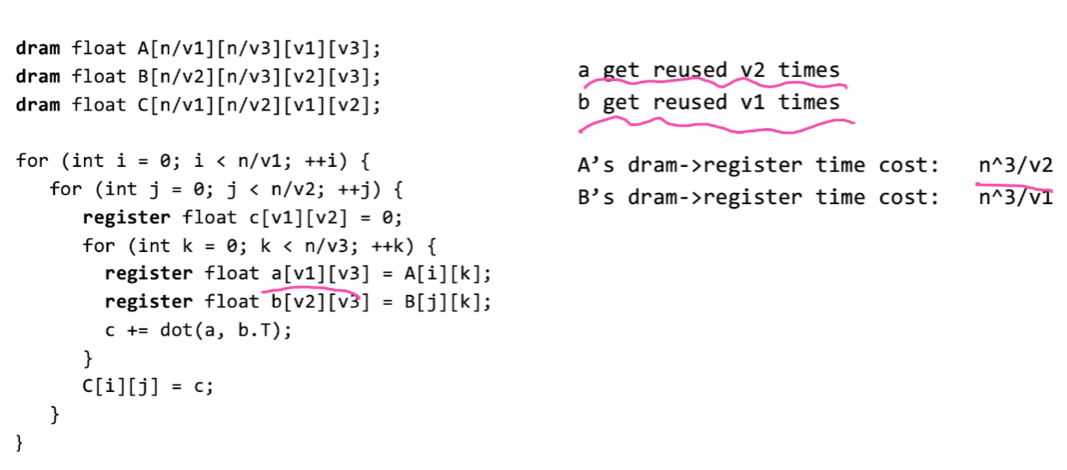 dram float A[n/v1][n/v3][v1][v3];
dram float B[n/v2][n/v3][v2][v3];
dram float C[n/v1][n/v2][v1][v2];
for (int i = 0; i < n/v1; ++i) {
for (int j = 0; j < n/v2; ++j) {
register float c[v1][v2] = 0;
for (int k = 0; k < n/v3; ++k) {
register float a[v1][v3] = A[i][k];
register float b[v2][v3] = B[j][k];
c += dot(a, b.T);
}
C[i][j] = c;
}
}
a get reused v2 times
b get reused v1 times
A’s dram->register time cost: n^3/v2
B’s dram->register time cost: n^3/v1